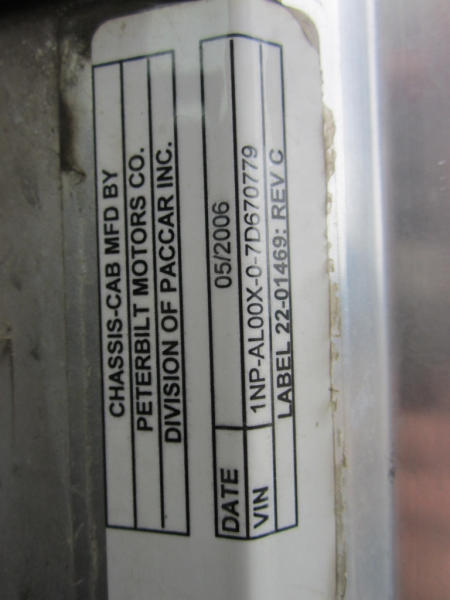 CHASSIS-CAB MFD BY
PETERBILT MOTORS CO.
DIVISION OF PACCAR INC.
DATE 05/2006
VIN 1NP-AL00X-0-7D670779
LABEL 22-01469: REV C